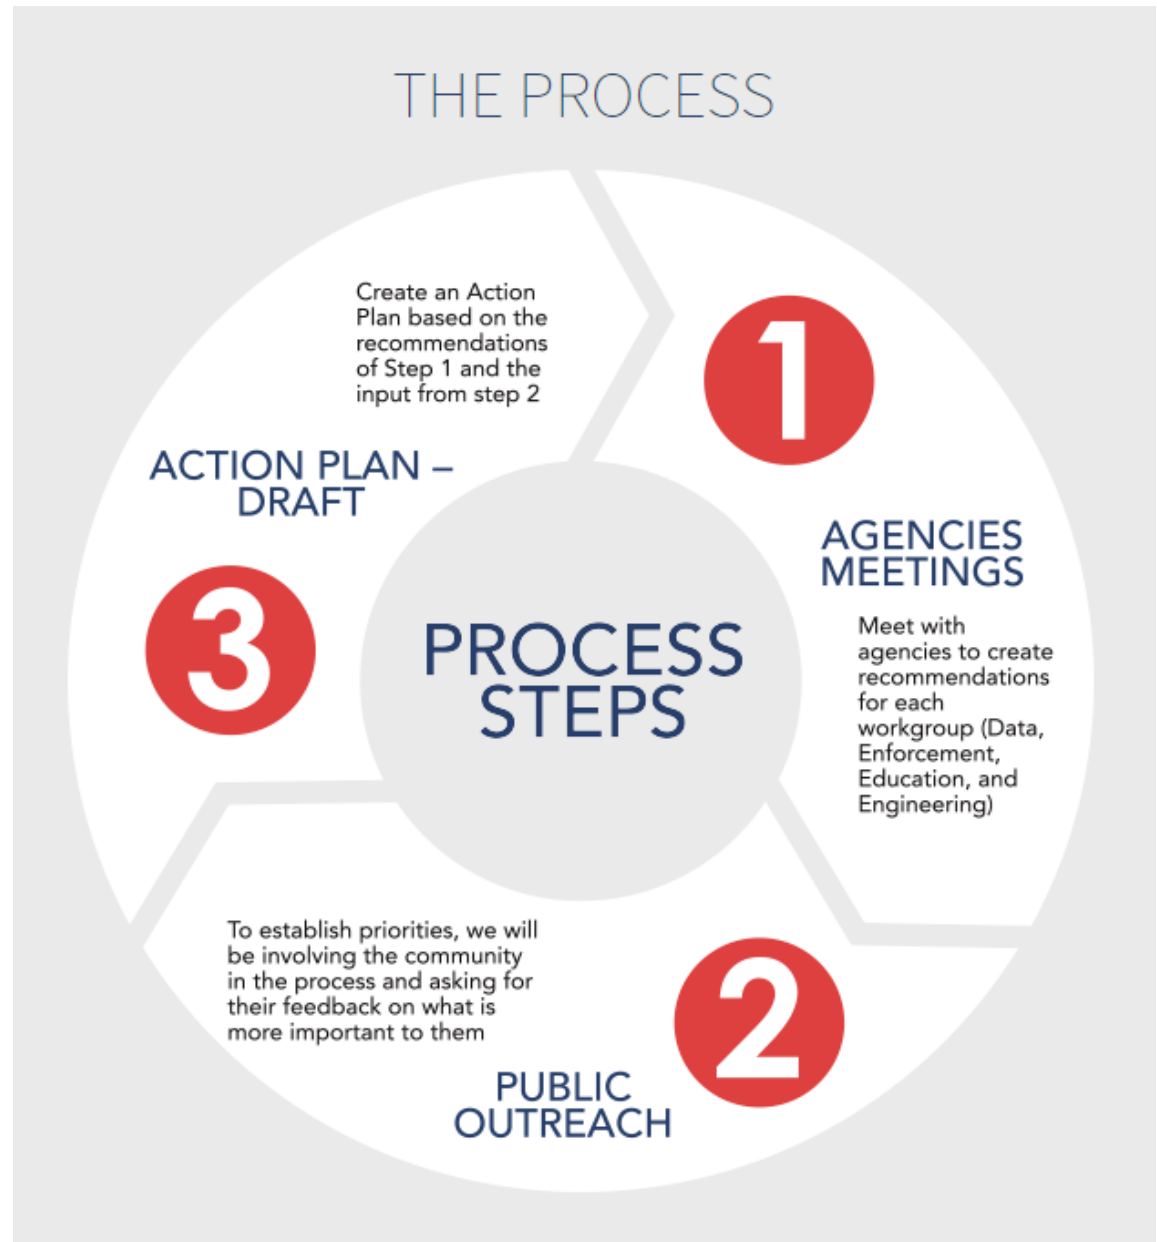 THE PROCESS
1
AGENCIES
MEETINGS
Meet with
agencies to create
recommendations
for each
workgroup (Data,
Enforcement,
Education, and
Engineering)
2
PUBLIC
OUTREACH
To establish priorities, we will
be involving the community
in the process and asking for
their feedback on what is
more important to them
3
ACTION PLAN –
DRAFT
Create an Action
Plan based on the
recommendations
of Step 1 and the
input from step 2
PROCESS
STEPS